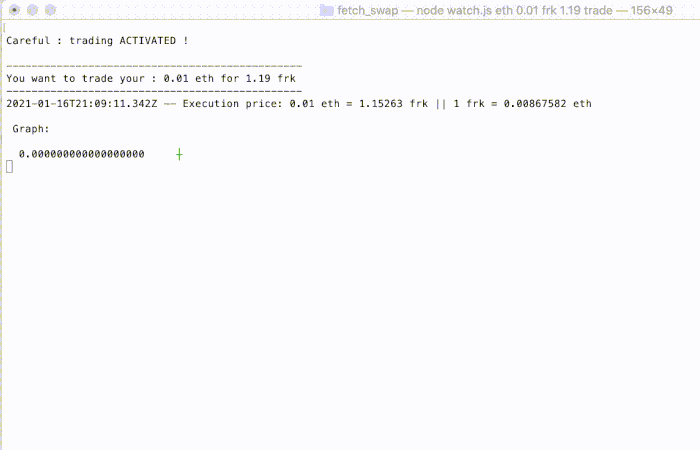 fetch_swap — node watch.js eth 0.01 frk 1.19 trade — 156×49
Careful : trading ACTIVATED !
------------------------------------------------
You want to trade your : 0.01 eth for 1.19 frk
------------------------------------------------
2021-01-16T21:09:11.342Z -- Execution price: 0.01 eth = 1.15263 frk || 1 frk = 0.00867582 eth
Graph:
0.000000000000000000 ┼